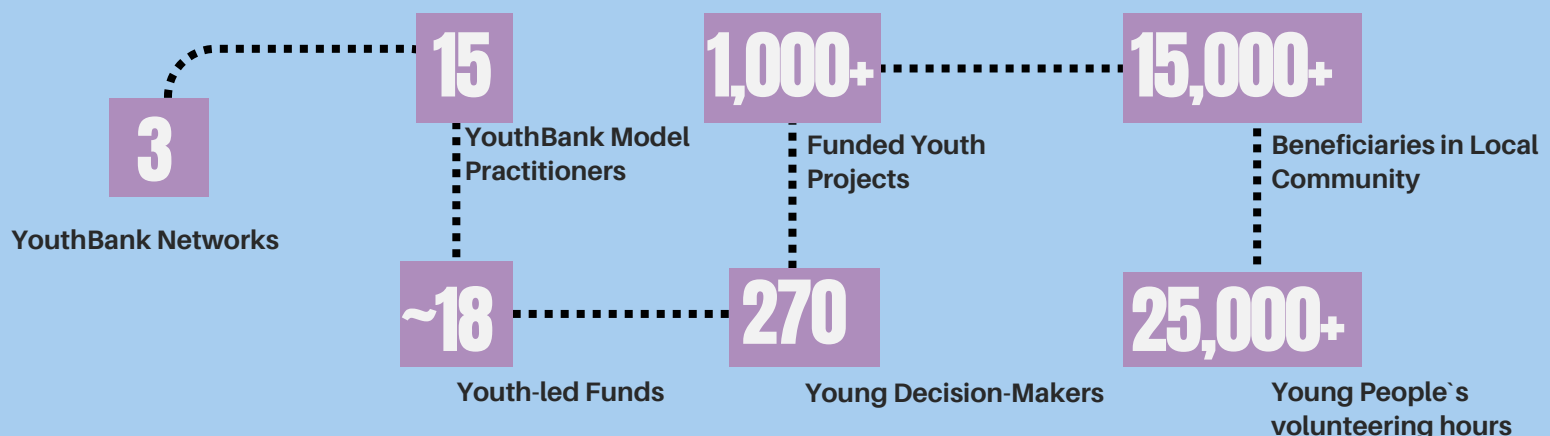 3
YouthBank Networks
15
YouthBank Model
Practitioners
~18
Youth-led Funds
270
Young Decision-Makers
1,000+
Funded Youth
Projects
15,000+
Beneficiaries in Local
Community
25,000+
Young People`s
volunteering hours